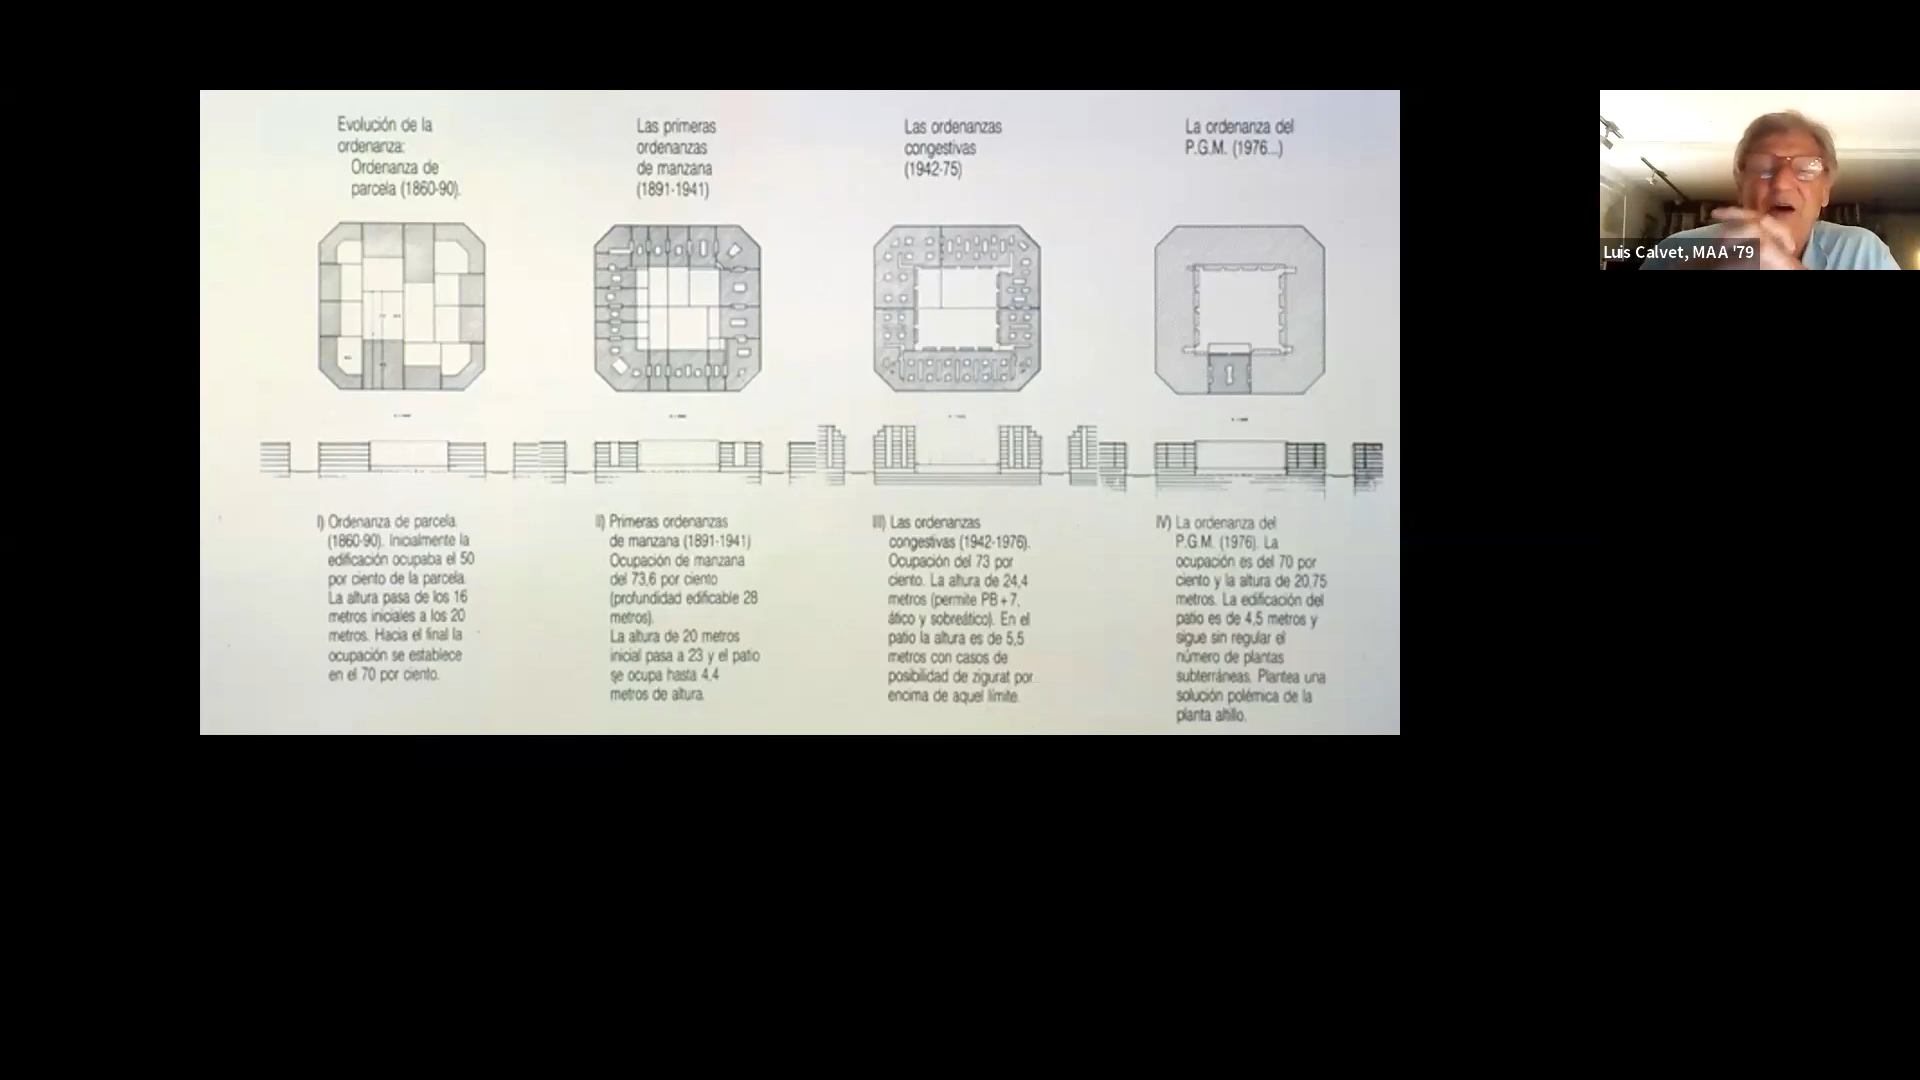 Evolución de la
ordenanza:
Ordenanza de
parcela (1860-90).
Las primeras
ordenanzas
de manzana
(1891-1941)
Las ordenanzas
congestivas
(1942-75)
La ordenanza del
P.G.M. (1976...)
I) Ordenanza de parcela.
(1860-90). Inicialmente la
edificación ocupaba el 50
por ciento de la parcela.
La altura pasa de los 16
metros iniciales a los 20
metros. Hacia el final la
ocupación se establece
en el 70 por ciento.
II) Primeras ordenanzas
de manzana (1891-1941)
Ocupación de manzana
del 73,6 por ciento
(profundidad edificable 28
metros).
La altura de 20 metros
inicial pasa a 23 y el patio
se ocupa hasta 4,4
metros de altura.
III) Las ordenanzas
congestivas (1942-1976).
Ocupación del 73 por
ciento. La altura de 24,4
metros (permite PB+7,
ático y sobreático). En el
patio la altura es de 5,5
metros con casos de
posibilidad de zigurat por
encima de aquel límite.
IV) La ordenanza del
P.G.M. (1976). La
ocupación es del 70 por
ciento y la altura de 20,75
metros. La edificación del
patio es de 4,5 metros y
sigue sin regular el
número de plantas
subterráneas. Plantea una
solución polémica de la
planta altillo.
Luis Calvet, MAA '79